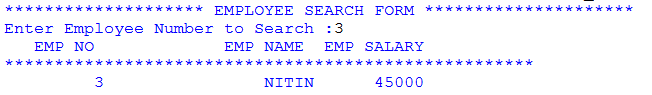 ******************** EMPLOYEE SEARCH FORM *********************
Enter Employee Number to Search :3
EMP NO EMP NAME EMP SALARY
*****************************************************
3 NITIN 45000